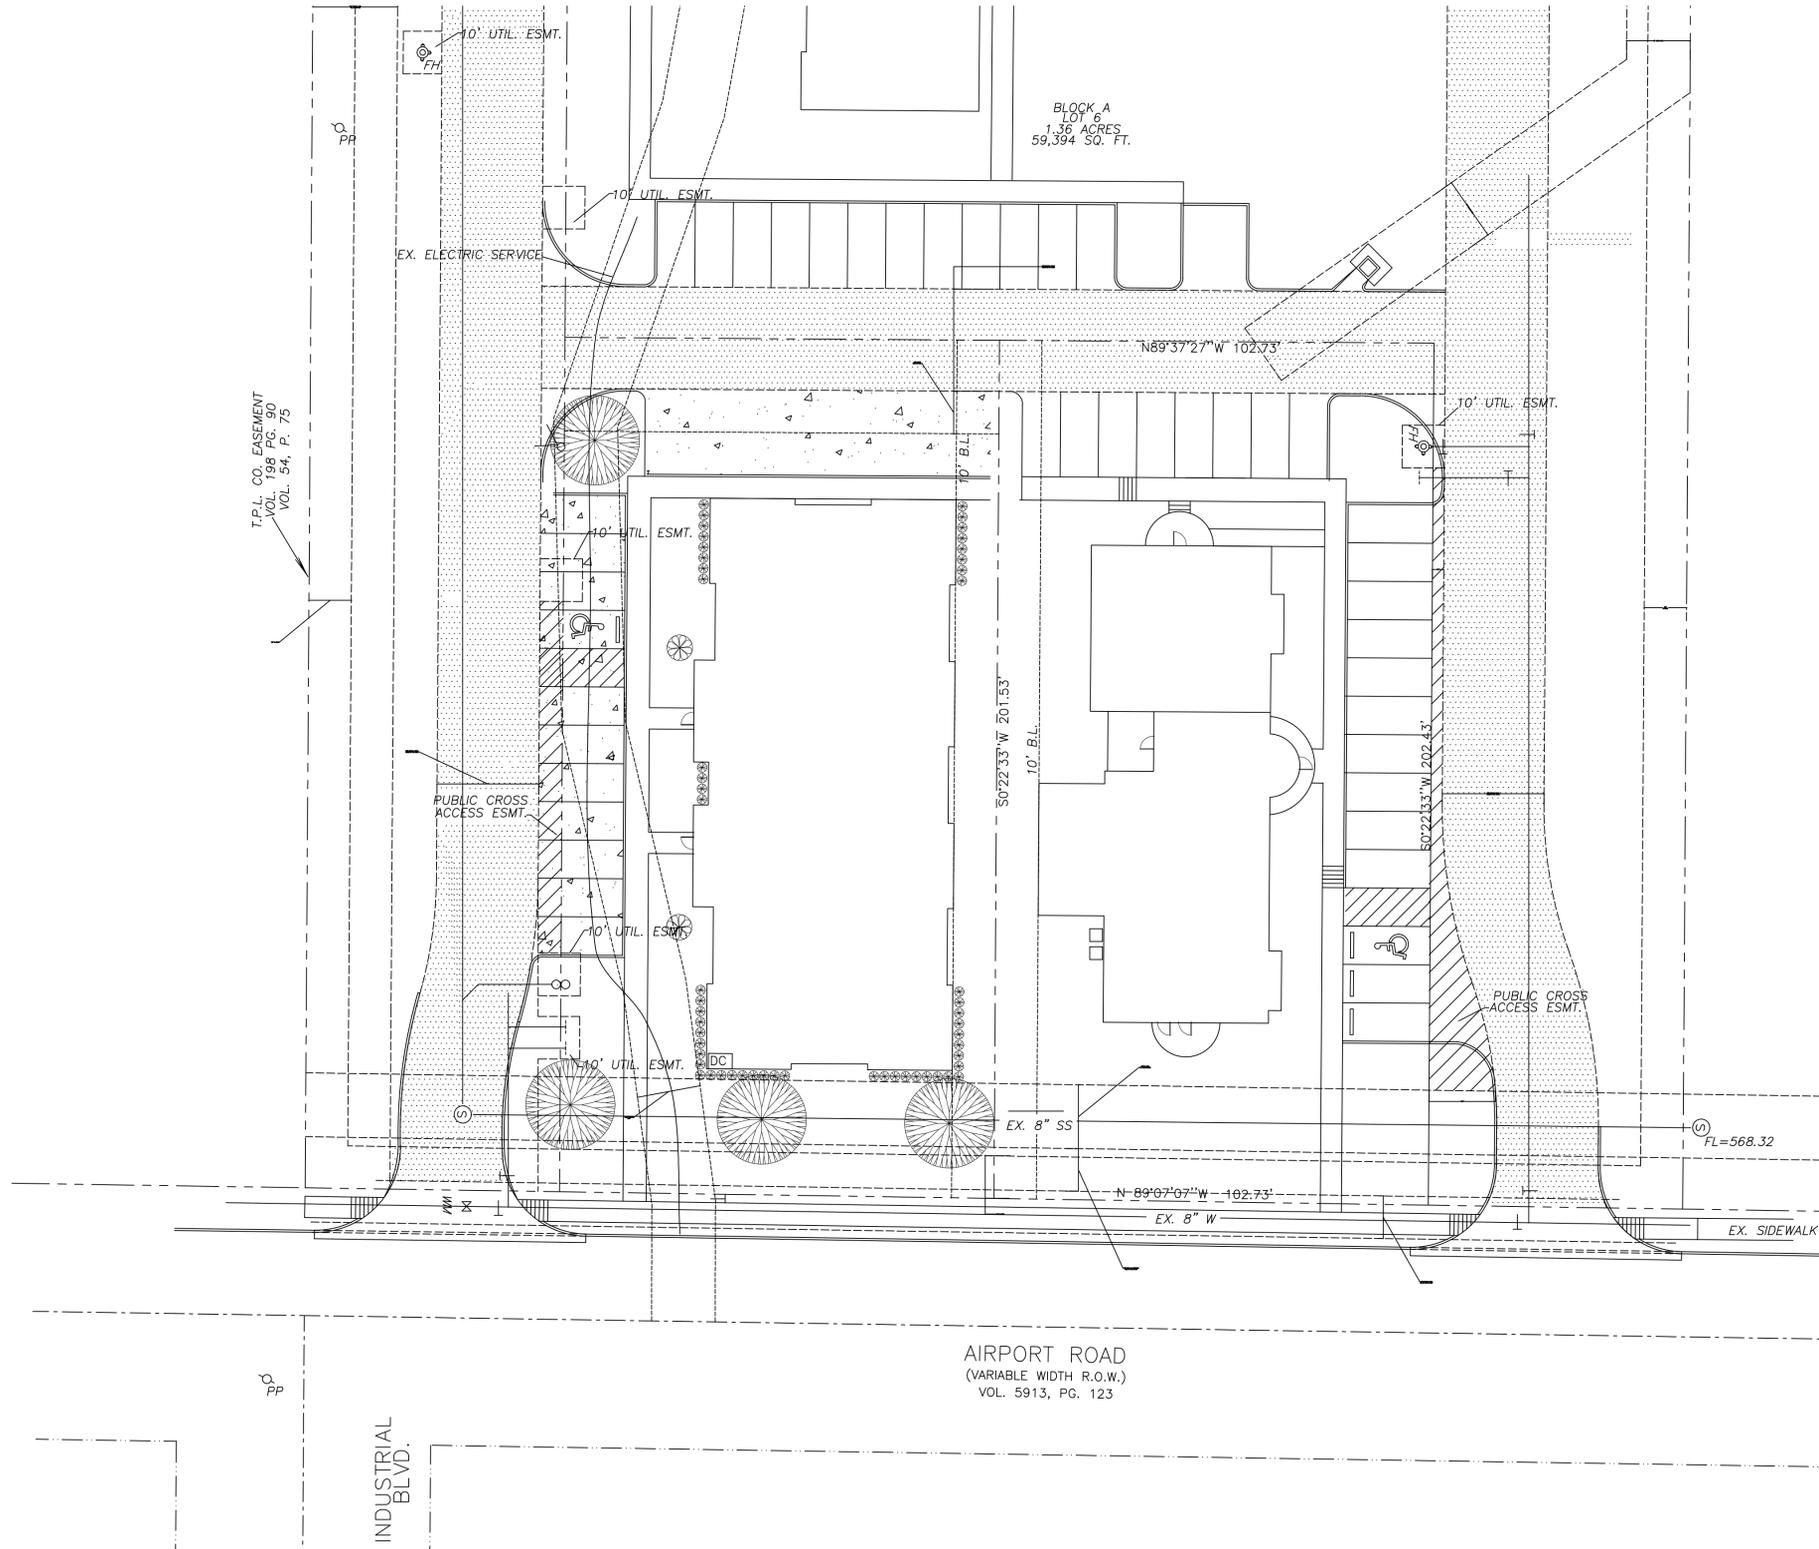 10' UTIL. ESMT.
FH
PP
BLOCK A
LOT 6
1.36 ACRES
59,394 SQ. FT.
10' UTIL. ESMT.
EX. ELECTRIC SERVICE
N89°37'27"W 102.73'
T.P.L. CO. EASEMENT
VOL. 198 PG. 90
VOL. 54, P. 75
10' UTIL. ESMT.
FH
10' B.L.
10' UTIL. ESMT.
S0°22'33"W 201.53'
10' B.L.
S0°22'33"W 202.43'
PUBLIC CROSS
ACCESS ESMT.
10' UTIL. ESMT.
PUBLIC CROSS
ACCESS ESMT.
DC
10' UTIL. ESMT.
S
EX. 8" SS
S
FL=568.32
N 89°07'07"W 102.73'
EX. 8" W
EX. SIDEWALK
AIRPORT ROAD
(VARIABLE WIDTH R.O.W.)
VOL. 5913, PG. 123
PP
INDUSTRIAL
BLVD.